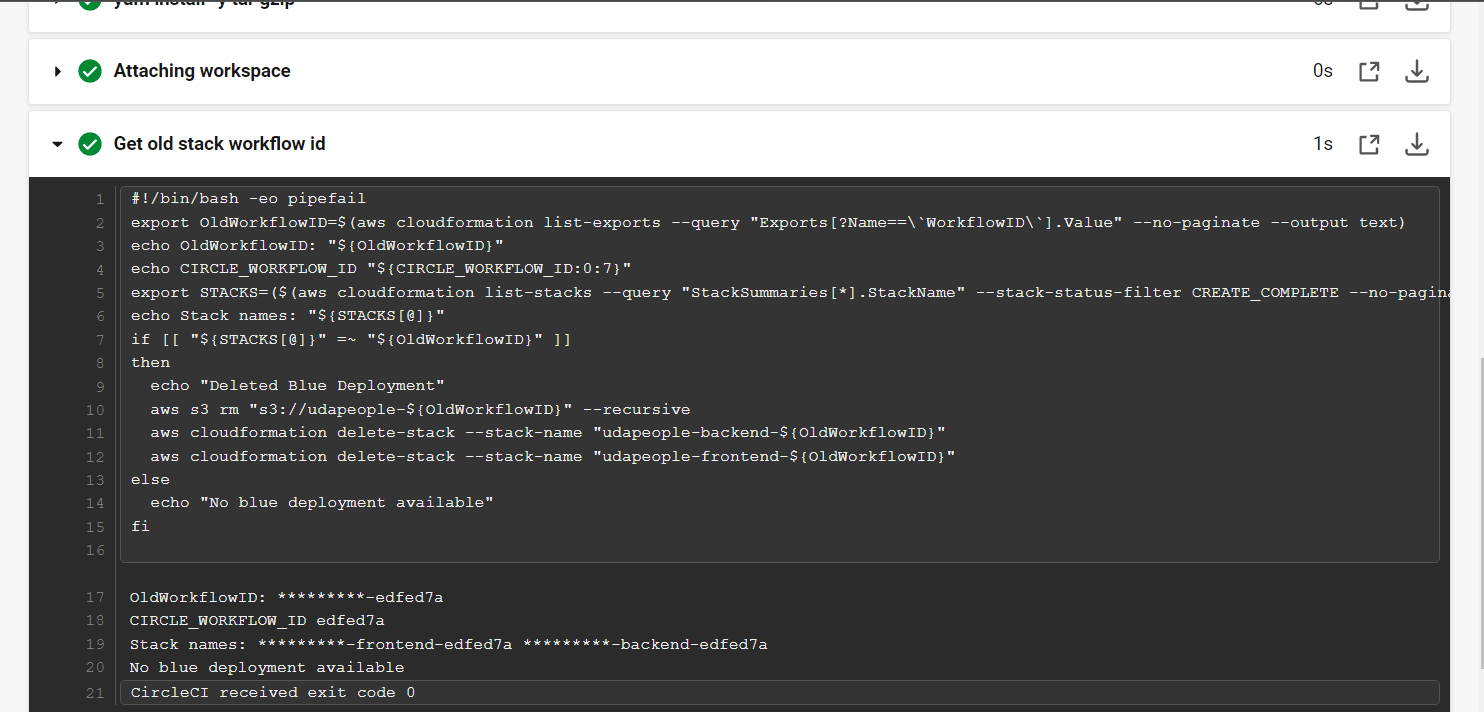 yum install -y tar gzip
Attaching workspace
0s
Get old stack workflow id
1s
1 #!/bin/bash -eo pipefail
2 export OldWorkflowID=$(aws cloudformation list-exports --query "Exports[?Name==\`WorkflowID\`].Value" --no-paginate --output text)
3 echo OldWorkflowID: "${OldWorkflowID}"
4 echo CIRCLE_WORKFLOW_ID "${CIRCLE_WORKFLOW_ID:0:7}"
5 export STACKS=($(aws cloudformation list-stacks --query "StackSummaries[*].StackName" --stack-status-filter CREATE_COMPLETE --no-pagina
6 echo Stack names: "${STACKS[@]}"
7 if [[ "${STACKS[@]}" =~ "${OldWorkflowID}" ]]
8 then
9   echo "Deleted Blue Deployment"
10   aws s3 rm "s3://udapeople-${OldWorkflowID}" --recursive
11   aws cloudformation delete-stack --stack-name "udapeople-backend-${OldWorkflowID}"
12   aws cloudformation delete-stack --stack-name "udapeople-frontend-${OldWorkflowID}"
13 else
14   echo "No blue deployment available"
15 fi
16
17 OldWorkflowID: *********-edfed7a
18 CIRCLE_WORKFLOW_ID edfed7a
19 Stack names: *********-frontend-edfed7a *********-backend-edfed7a
20 No blue deployment available
21 CircleCI received exit code 0